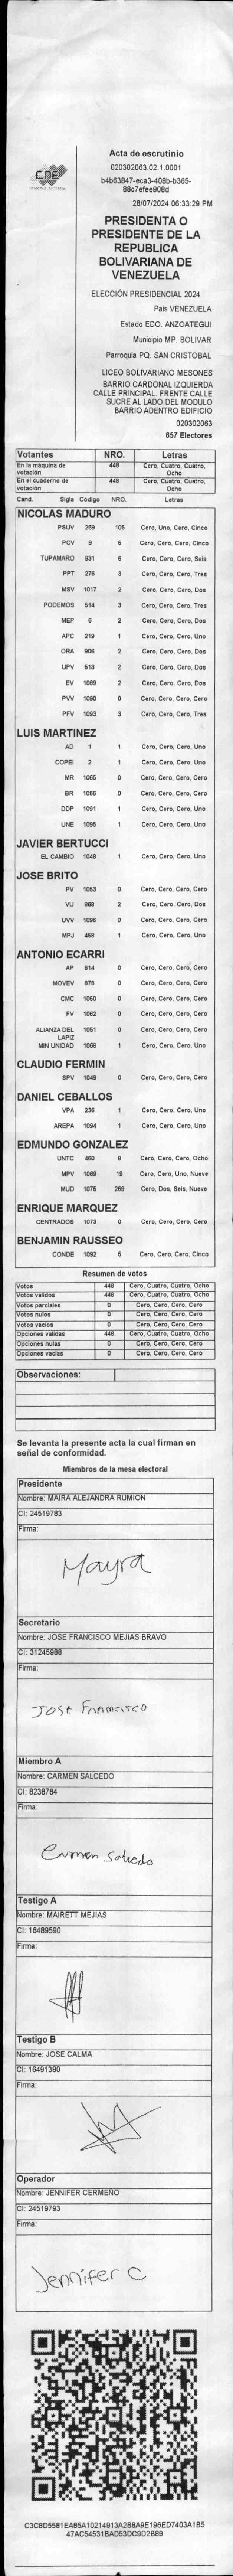 CNE
Acta de escrutinio
020302063.02.1.0001
b4b63847-eca3-408b-b365-
88c7efee908d
28/07/2024 06:33:29 PM
PRESIDENTA O
PRESIDENTE DE LA
REPUBLICA
BOLIVARIANA DE
VENEZUELA
ELECCIÓN PRESIDENCIAL 2024
Pais VENEZUELA
Estado EDO. ANZOATEGUI
Municipio MP. BOLIVAR
Parroquia PQ. SAN CRISTOBAL
LICEO BOLIVARIANO MESONES
BARRIO CARDONAL IZQUIERDA
CALLE PRINCIPAL. FRENTE CALLE
SUCRE AL LADO DEL MODULO
BARRIO ADENTRO EDIFICIO
020302063
657 Electores
Votantes NRO. Letras
En la máquina de votación 448 Cero, Cuatro, Cuatro, Ocho
En el cuaderno de votación 448 Cero, Cuatro, Cuatro, Ocho
Cand. Sigla Código NRO. Letras
NICOLAS MADURO
PSUV 269 105 Cero, Uno, Cero, Cinco
PCV 9 5 Cero, Cero, Cero, Cinco
TUPAMARO 931 6 Cero, Cero, Cero, Seis
PPT 276 3 Cero, Cero, Cero, Tres
MSV 1017 2 Cero, Cero, Cero, Dos
PODEMOS 514 3 Cero, Cero, Cero, Tres
MEP 6 2 Cero, Cero, Cero, Dos
APC 219 1 Cero, Cero, Cero, Uno
ORA 906 2 Cero, Cero, Cero, Dos
UPV 513 2 Cero, Cero, Cero, Dos
EV 1089 2 Cero, Cero, Cero, Dos
PVV 1090 0 Cero, Cero, Cero, Cero
PFV 1093 3 Cero, Cero, Cero, Tres
LUIS MARTINEZ
AD 1 1 Cero, Cero, Cero, Uno
COPEI 2 1 Cero, Cero, Cero, Uno
MR 1065 0 Cero, Cero, Cero, Cero
BR 1066 0 Cero, Cero, Cero, Cero
DDP 1091 1 Cero, Cero, Cero, Uno
UNE 1095 1 Cero, Cero, Cero, Uno
JAVIER BERTUCCI
EL CAMBIO 1048 1 Cero, Cero, Cero, Uno
JOSE BRITO
PV 1053 0 Cero, Cero, Cero, Cero
VU 868 2 Cero, Cero, Cero, Dos
UVV 1096 0 Cero, Cero, Cero, Cero
MPJ 459 1 Cero, Cero, Cero, Uno
ANTONIO ECARRI
AP 814 0 Cero, Cero, Cero, Cero
MOVEV 878 0 Cero, Cero, Cero, Cero
CMC 1050 0 Cero, Cero, Cero, Cero
FV 1062 0 Cero, Cero, Cero, Cero
ALIANZA DEL LAPIZ 1051 0 Cero, Cero, Cero, Cero
MIN UNIDAD 1068 1 Cero, Cero, Cero, Uno
CLAUDIO FERMIN
SPV 1049 0 Cero, Cero, Cero, Cero
DANIEL CEBALLOS
VPA 236 1 Cero, Cero, Cero, Uno
AREPA 1094 1 Cero, Cero, Cero, Uno
EDMUNDO GONZALEZ
UNTC 460 8 Cero, Cero, Cero, Ocho
MPV 1069 19 Cero, Cero, Uno, Nueve
MUD 1075 269 Cero, Dos, Seis, Nueve
ENRIQUE MARQUEZ
CENTRADOS 1073 0 Cero, Cero, Cero, Cero
BENJAMIN RAUSSEO
CONDE 1092 5 Cero, Cero, Cero, Cinco
Resumen de votos
Votos 448 Cero, Cuatro, Cuatro, Ocho
Votos validos 448 Cero, Cuatro, Cuatro, Ocho
Votos parciales 0 Cero, Cero, Cero, Cero
Votos nulos 0 Cero, Cero, Cero, Cero
Votos vacios 0 Cero, Cero, Cero, Cero
Opciones validas 448 Cero, Cuatro, Cuatro, Ocho
Opciones nulas 0 Cero, Cero, Cero, Cero
Opciones vacias 0 Cero, Cero, Cero, Cero
Observaciones:
Se levanta la presente acta la cual firman en
señal de conformidad.
Miembros de la mesa electoral
Presidente
Nombre: MAIRA ALEJANDRA RUMION
CI: 24519783
Firma:
Mayra
Secretario
Nombre: JOSE FRANCISCO MEJIAS BRAVO
CI: 31245988
Firma:
José Francisco
Miembro A
Nombre: CARMEN SALCEDO
CI: 8238784
Firma:
Carmen Salcedo
Testigo A
Nombre: MAIRETT MEJIAS
CI: 16489590
Firma:
Testigo B
Nombre: JOSE CALMA
CI: 16491380
Firma:
Operador
Nombre: JENNIFER CERMEÑO
CI: 24519793
Firma:
Jennifer C
C3C8D5581EA85A10214913A2B8A9E196ED7403A1B5
47AC54531BAD53DC9D2B89